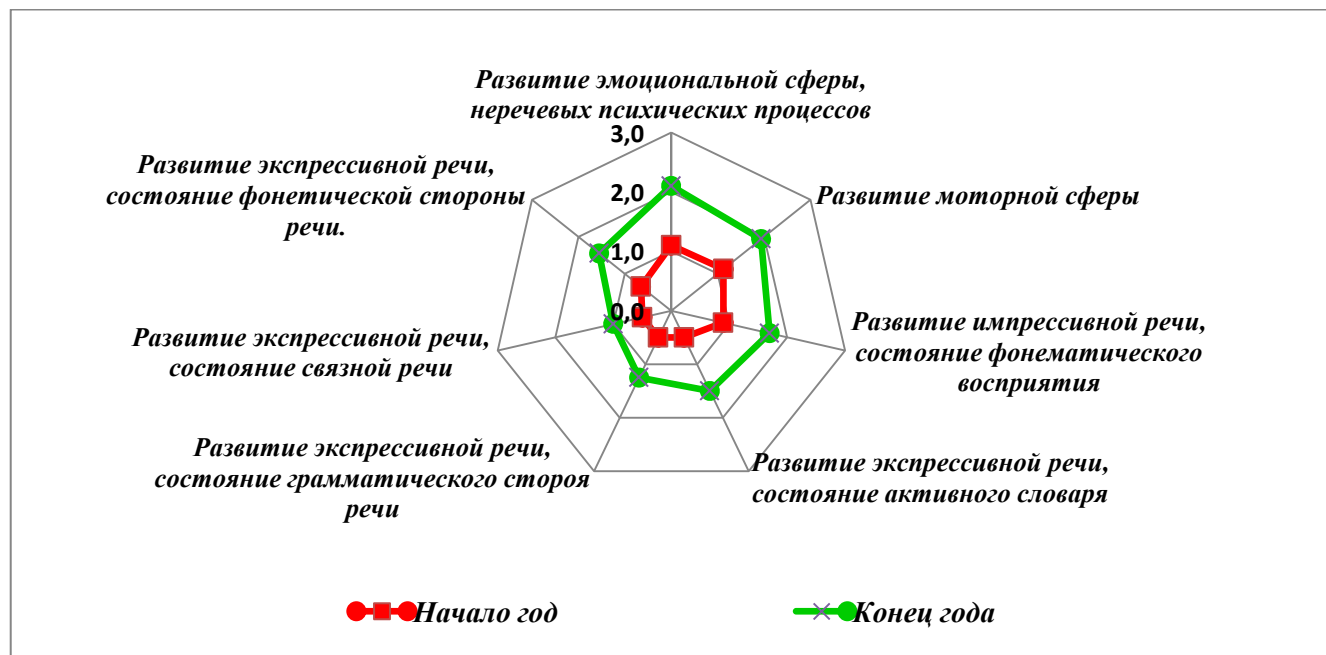 Развитие эмоциональной сферы,
неречевых психических процессов
3,0
Развитие экспрессивной речи,
состояние фонетической стороны
речи.
2,0
Развитие моторной сферы
1,0
0,0
Развитие импрессивной речи,
состояние фонематического
восприятия
Развитие экспрессивной речи,
состояние связной речи
Развитие экспрессивной речи,
состояние грамматического стороя
речи
Развитие экспрессивной речи,
состояние активного словаря
Начало год
Конец года